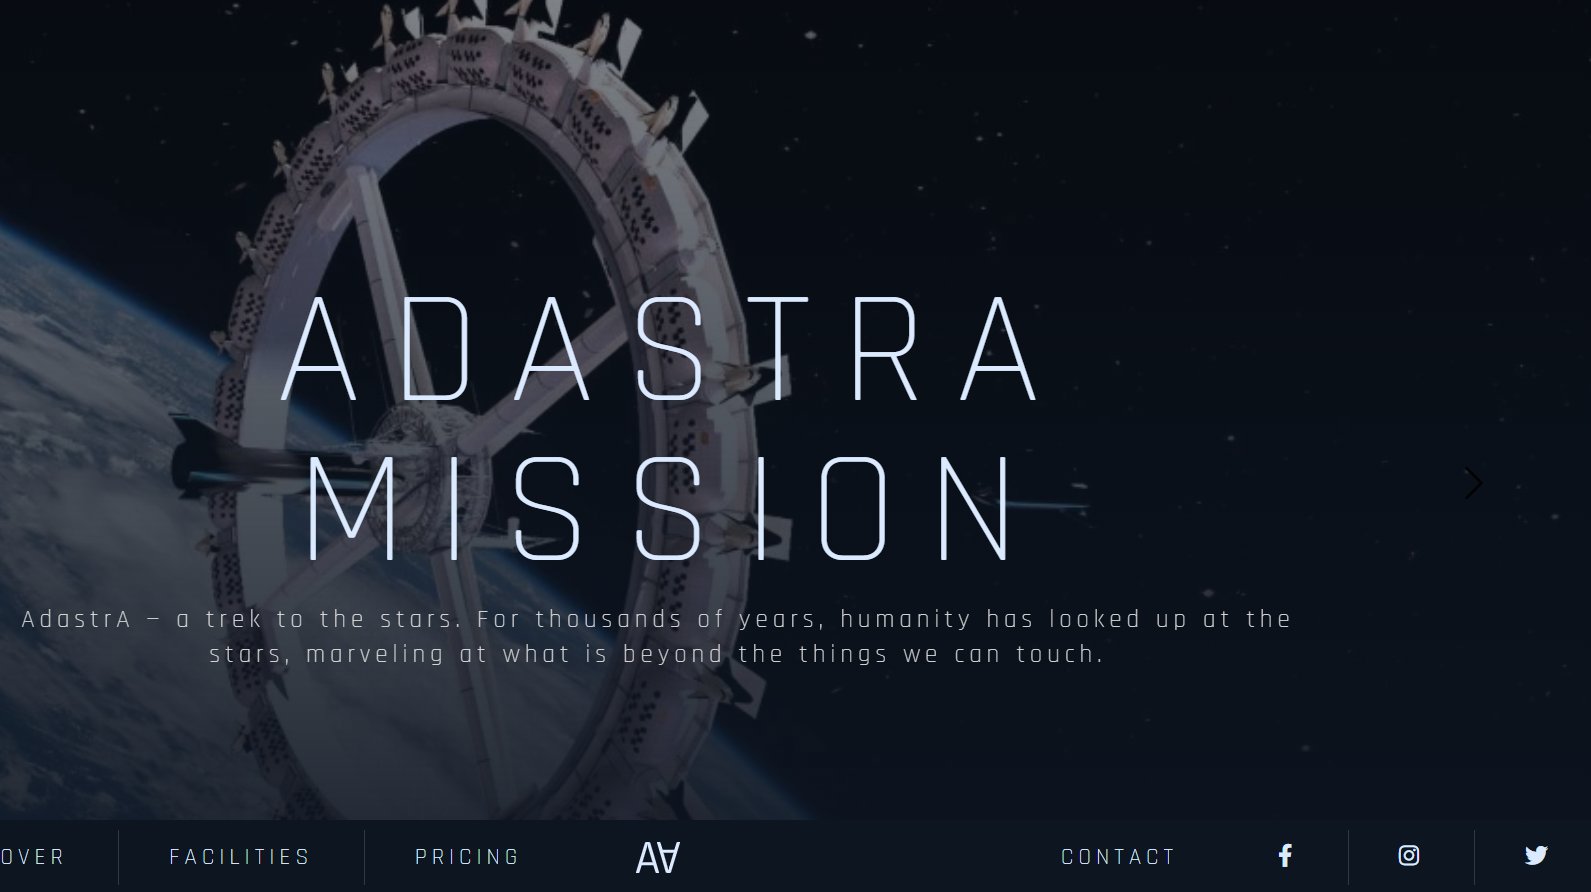 ADASTRA
MISSION
AdastrA – a trek to the stars. For thousands of years, humanity has looked up at the
stars, marveling at what is beyond the things we can touch.
OVER
FACILITIES
PRICING
CONTACT